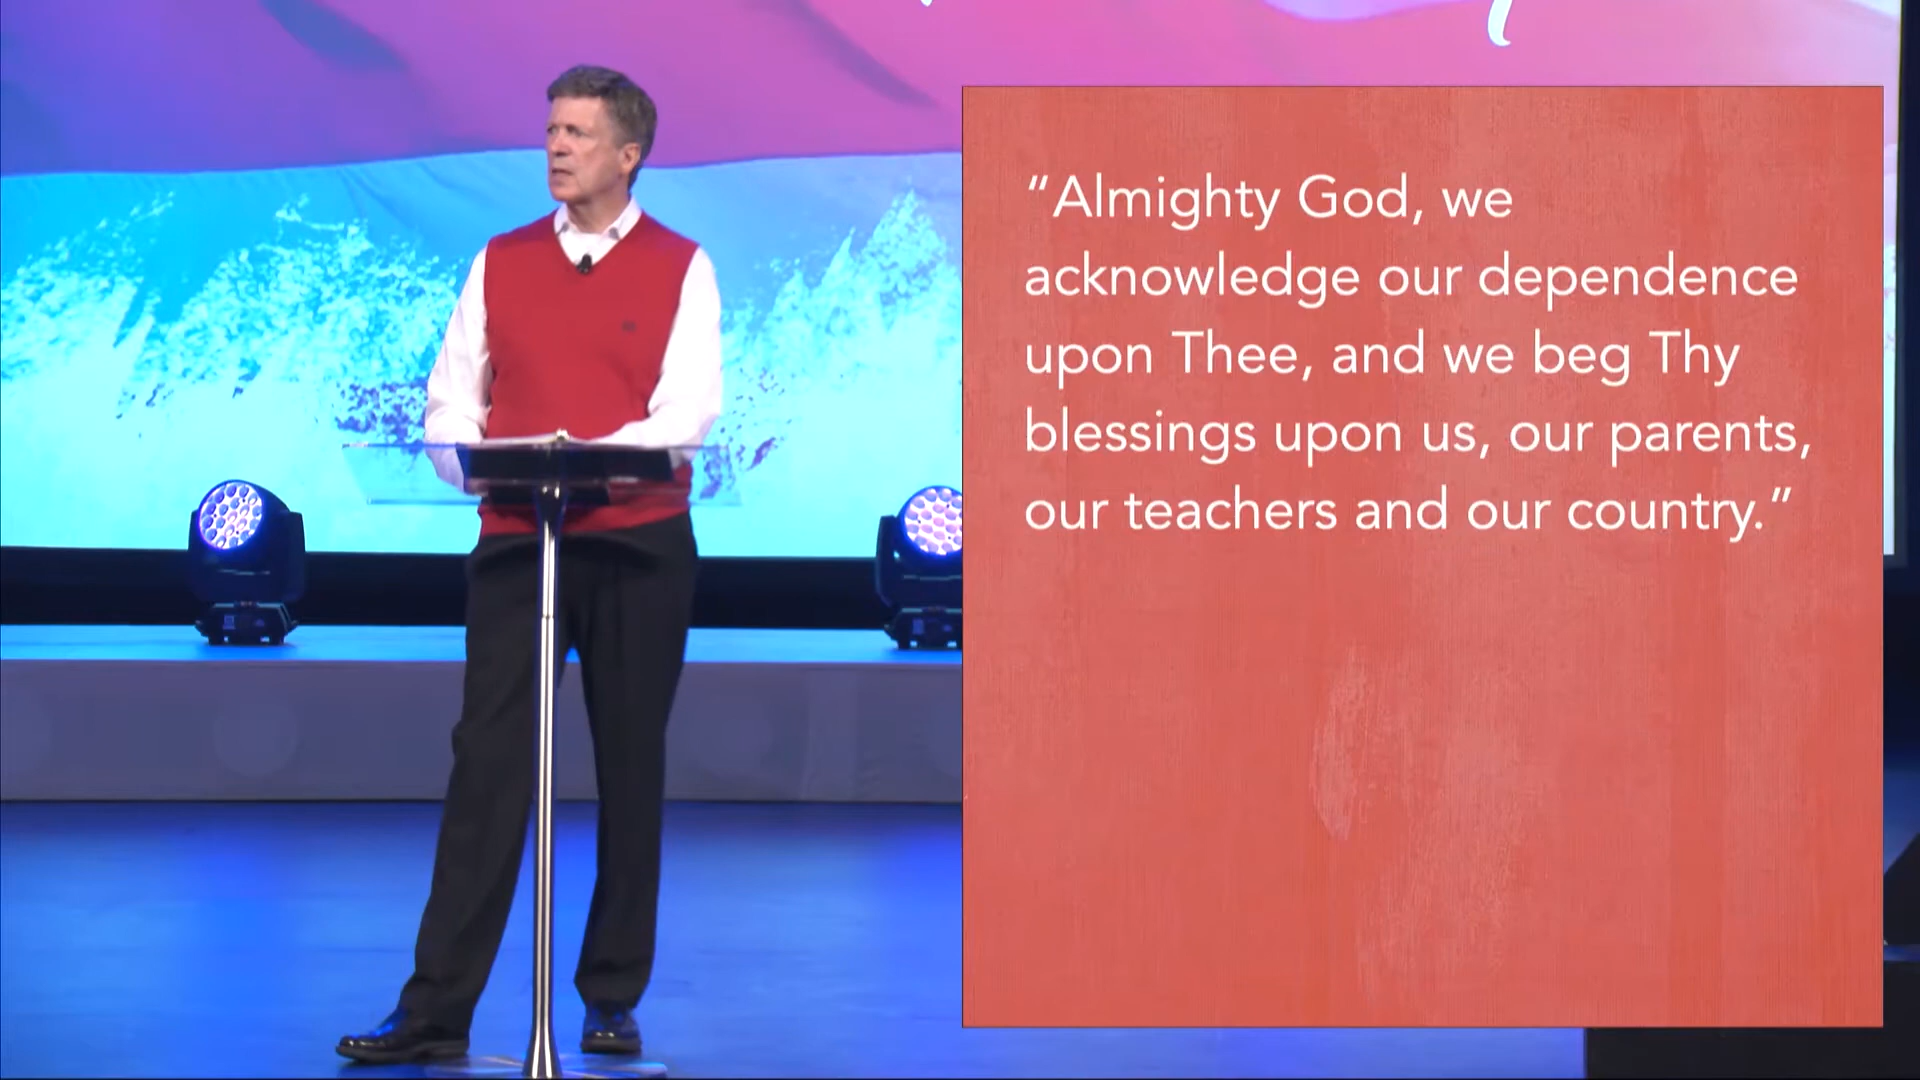 “Almighty God, we
acknowledge our dependence
upon Thee, and we beg Thy
blessings upon us, our parents,
our teachers and our country.”